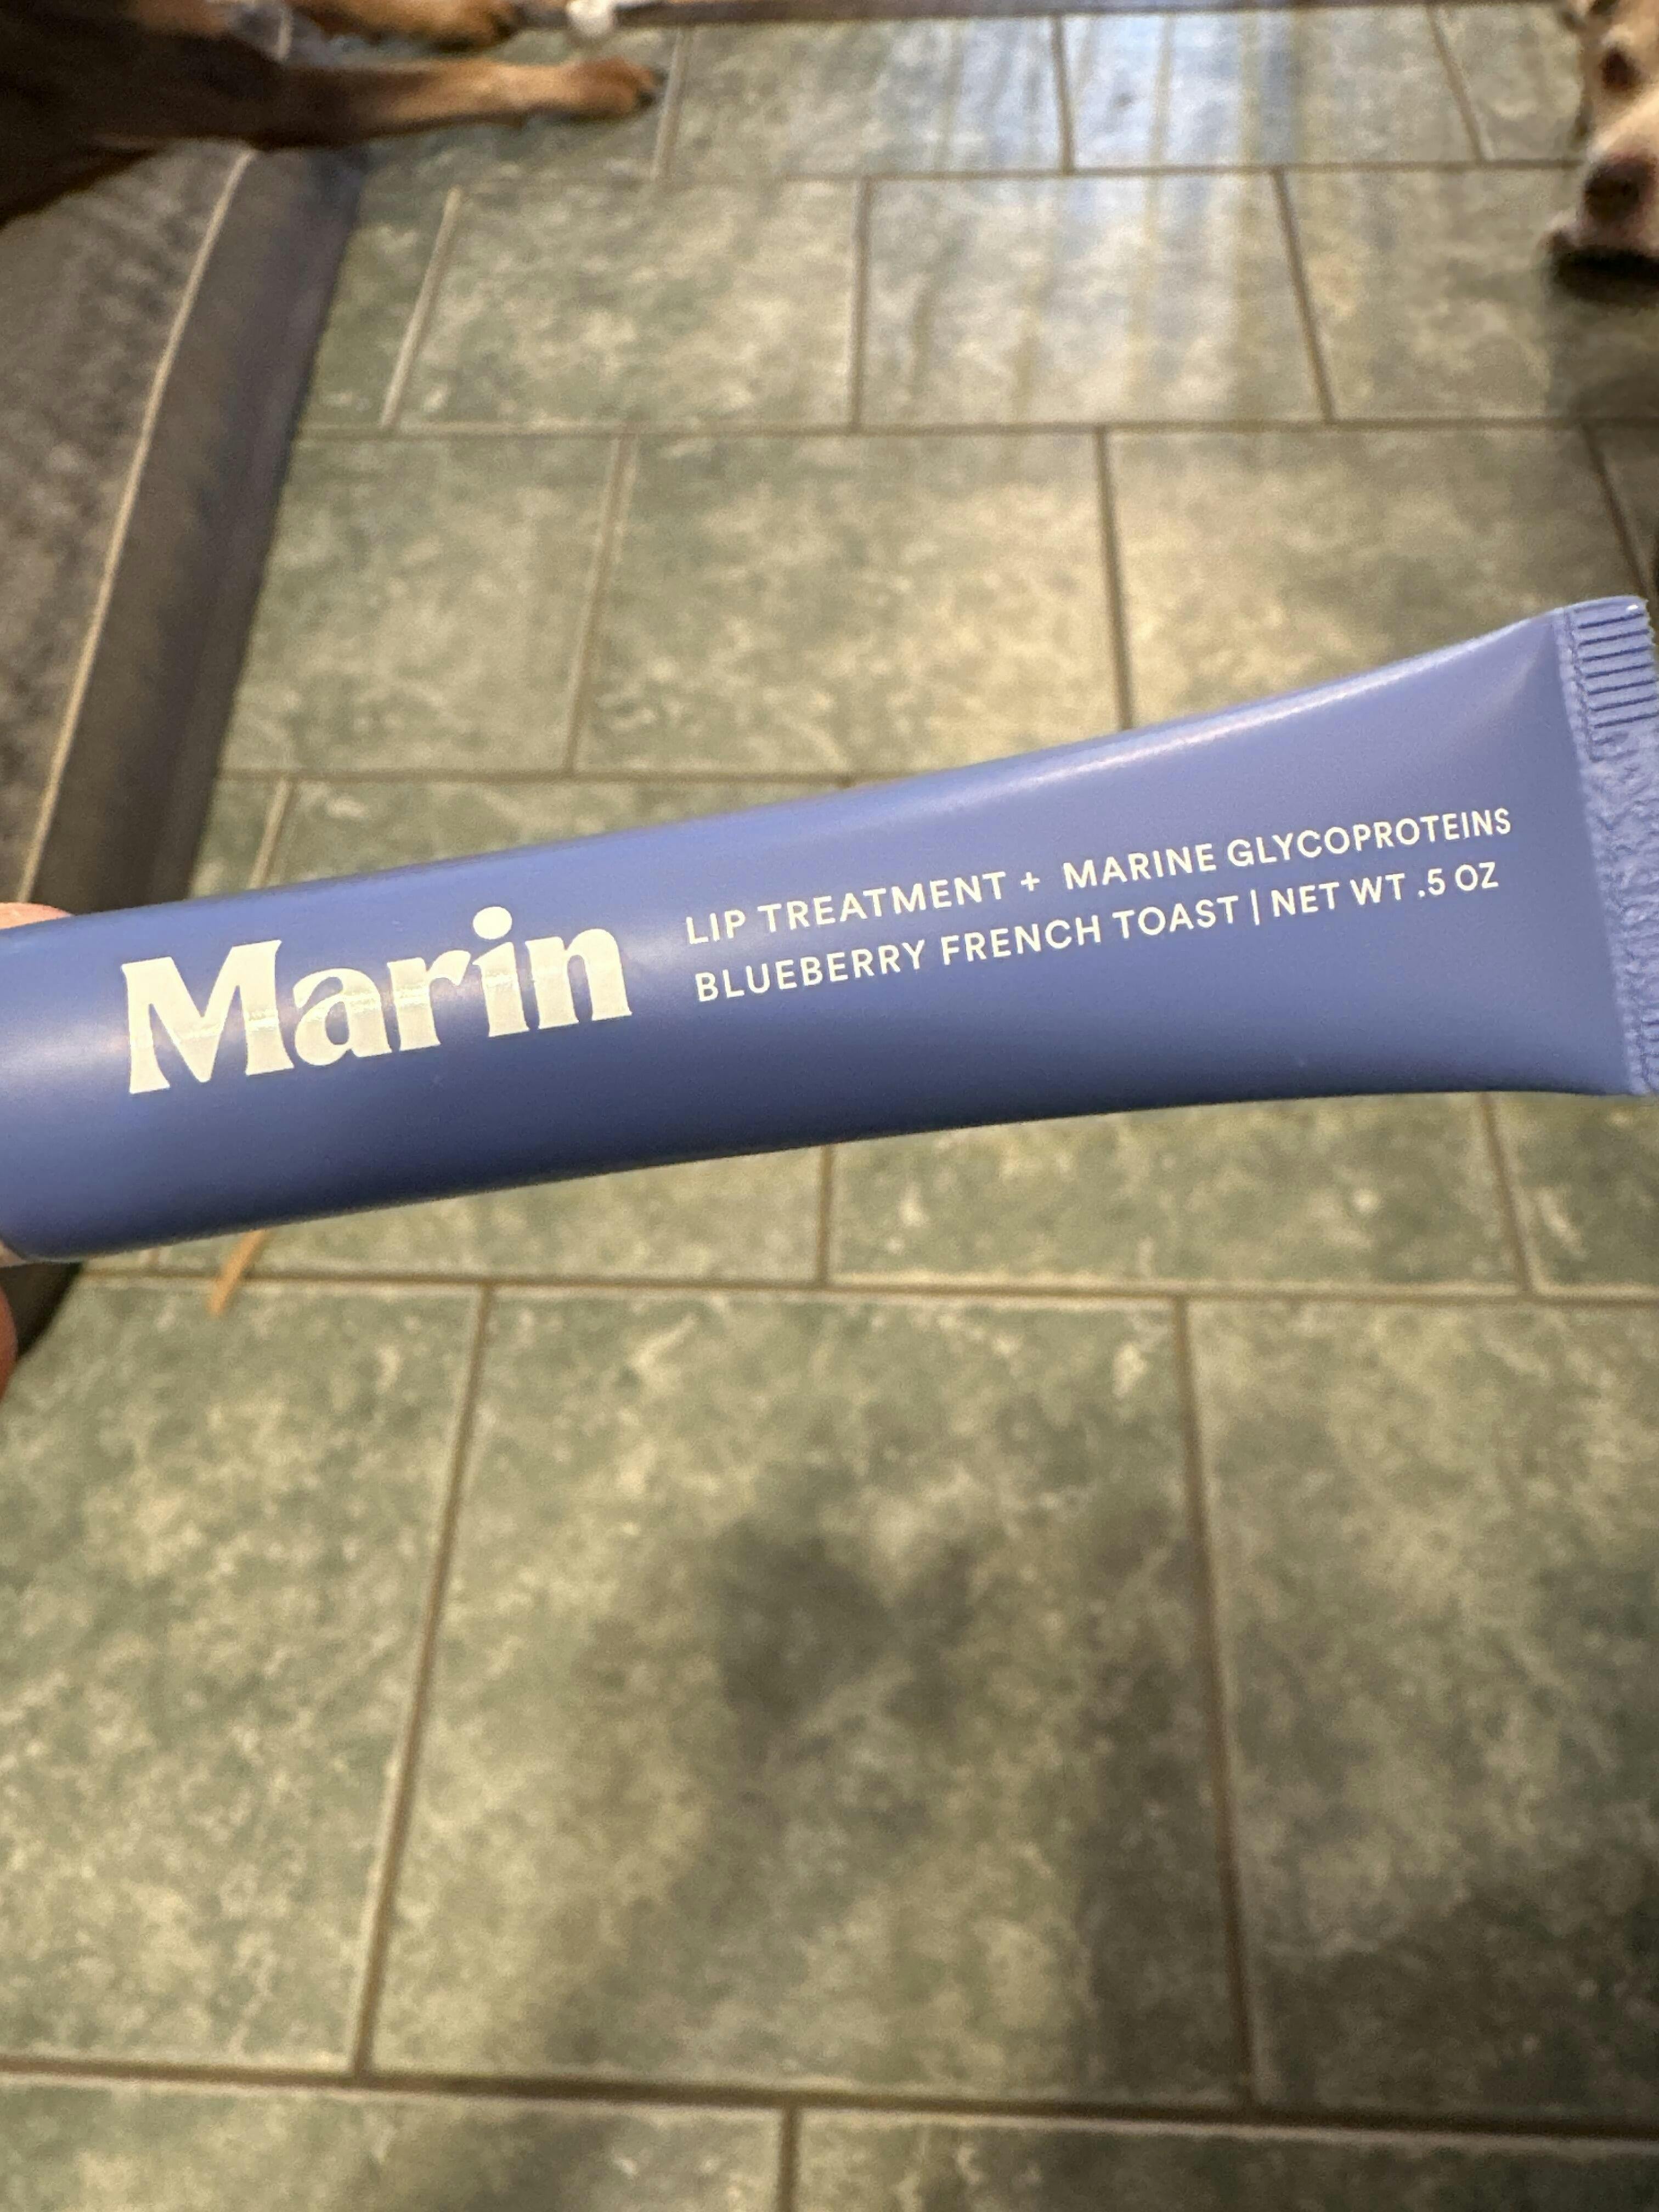 Marin
LIP TREATMENT + MARINE GLYCOPROTEINS
BLUEBERRY FRENCH TOAST | NET WT .5 OZ